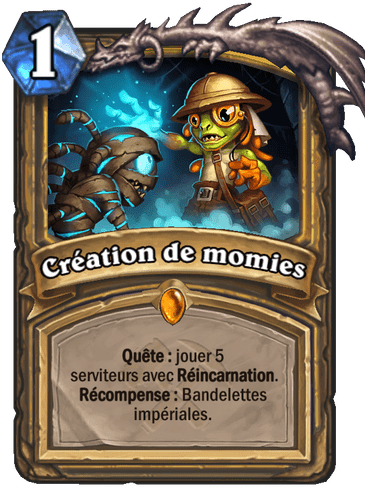 1
Création de momies
Quête : jouer 5
serviteurs avec Réincarnation.
Récompense : Bandelettes
impériales.